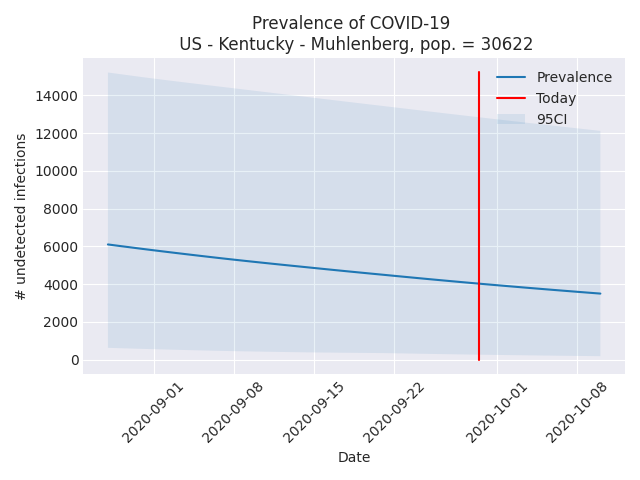 Prevalence of COVID-19
US - Kentucky - Muhlenberg, pop. = 30622
Prevalence
Today
95CI
14000
12000
10000
8000
6000
4000
2000
0
# undetected infections
2020-09-01
2020-09-08
2020-09-15
2020-09-22
2020-10-01
2020-10-08
Date